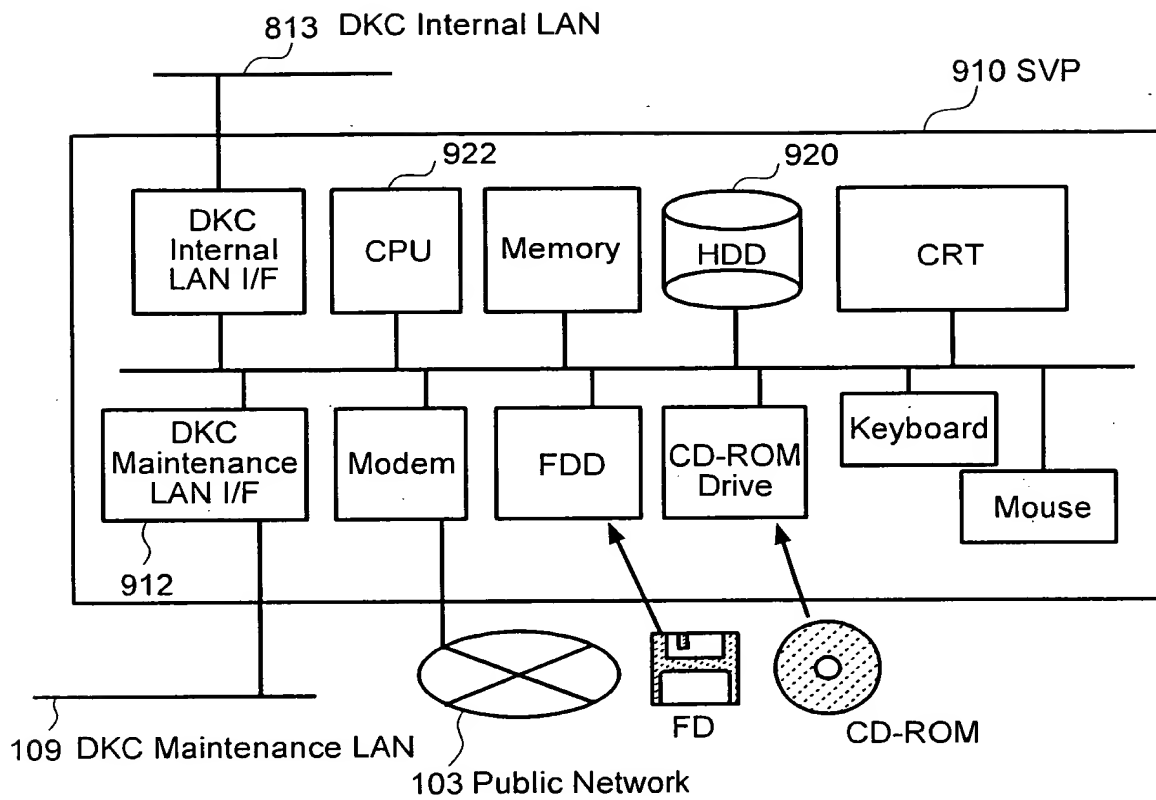 813 DKC Internal LAN
910 SVP
922
920
DKC
Internal
LAN I/F
CPU
Memory
HDD
CRT
DKC
Maintenance
LAN I/F
Modem
FDD
CD-ROM
Drive
Keyboard
Mouse
912
109 DKC Maintenance LAN
103 Public Network
FD
CD-ROM